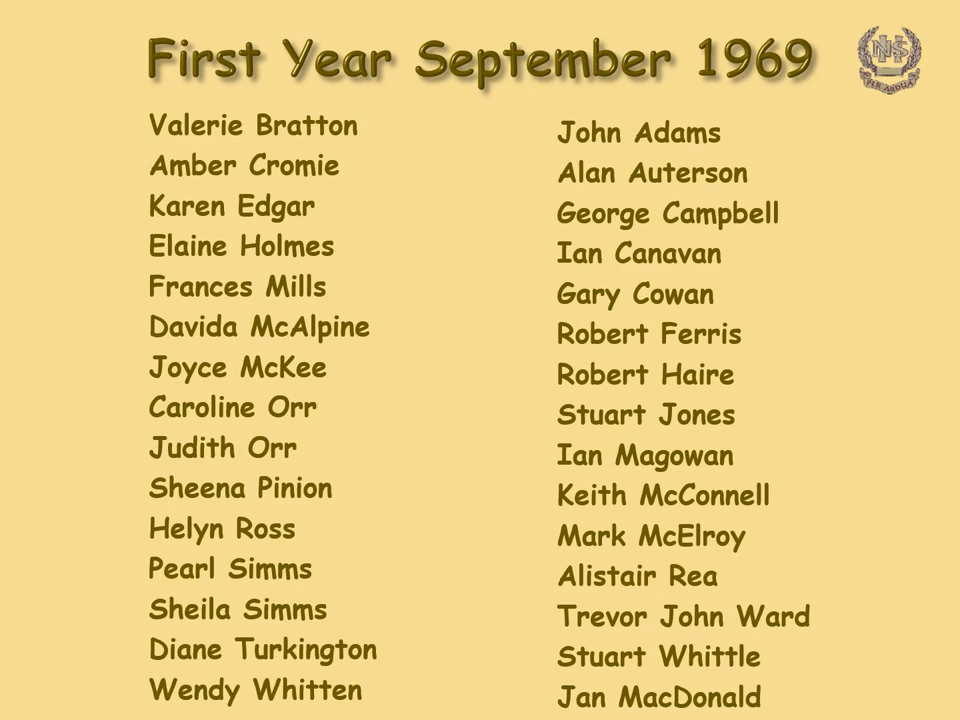 First Year September 1969
NS
PER ARDUA
Valerie Bratton
Amber Cromie
Karen Edgar
Elaine Holmes
Frances Mills
Davida McAlpine
Joyce McKee
Caroline Orr
Judith Orr
Sheena Pinion
Helyn Ross
Pearl Simms
Sheila Simms
Diane Turkington
Wendy Whitten
John Adams
Alan Auterson
George Campbell
Ian Canavan
Gary Cowan
Robert Ferris
Robert Haire
Stuart Jones
Ian Magowan
Keith McConnell
Mark McElroy
Alistair Rea
Trevor John Ward
Stuart Whittle
Jan MacDonald